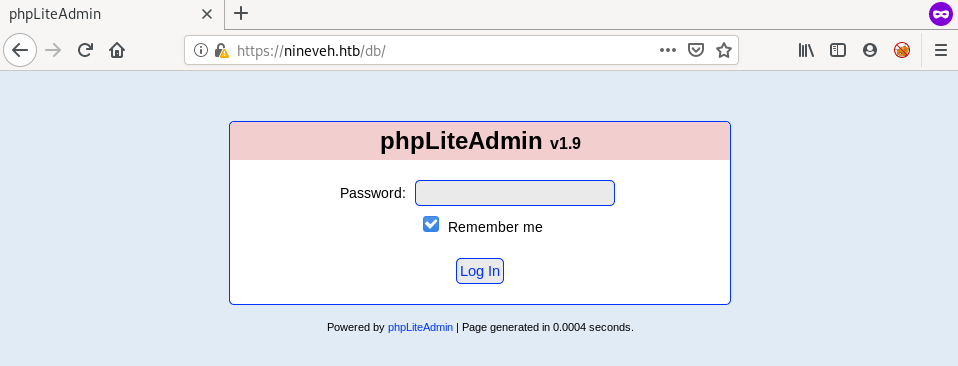 phpLiteAdmin
https://nineveh.htb/db/
phpLiteAdmin v1.9
Password:
Remember me
Log In
Powered by phpLiteAdmin | Page generated in 0.0004 seconds.